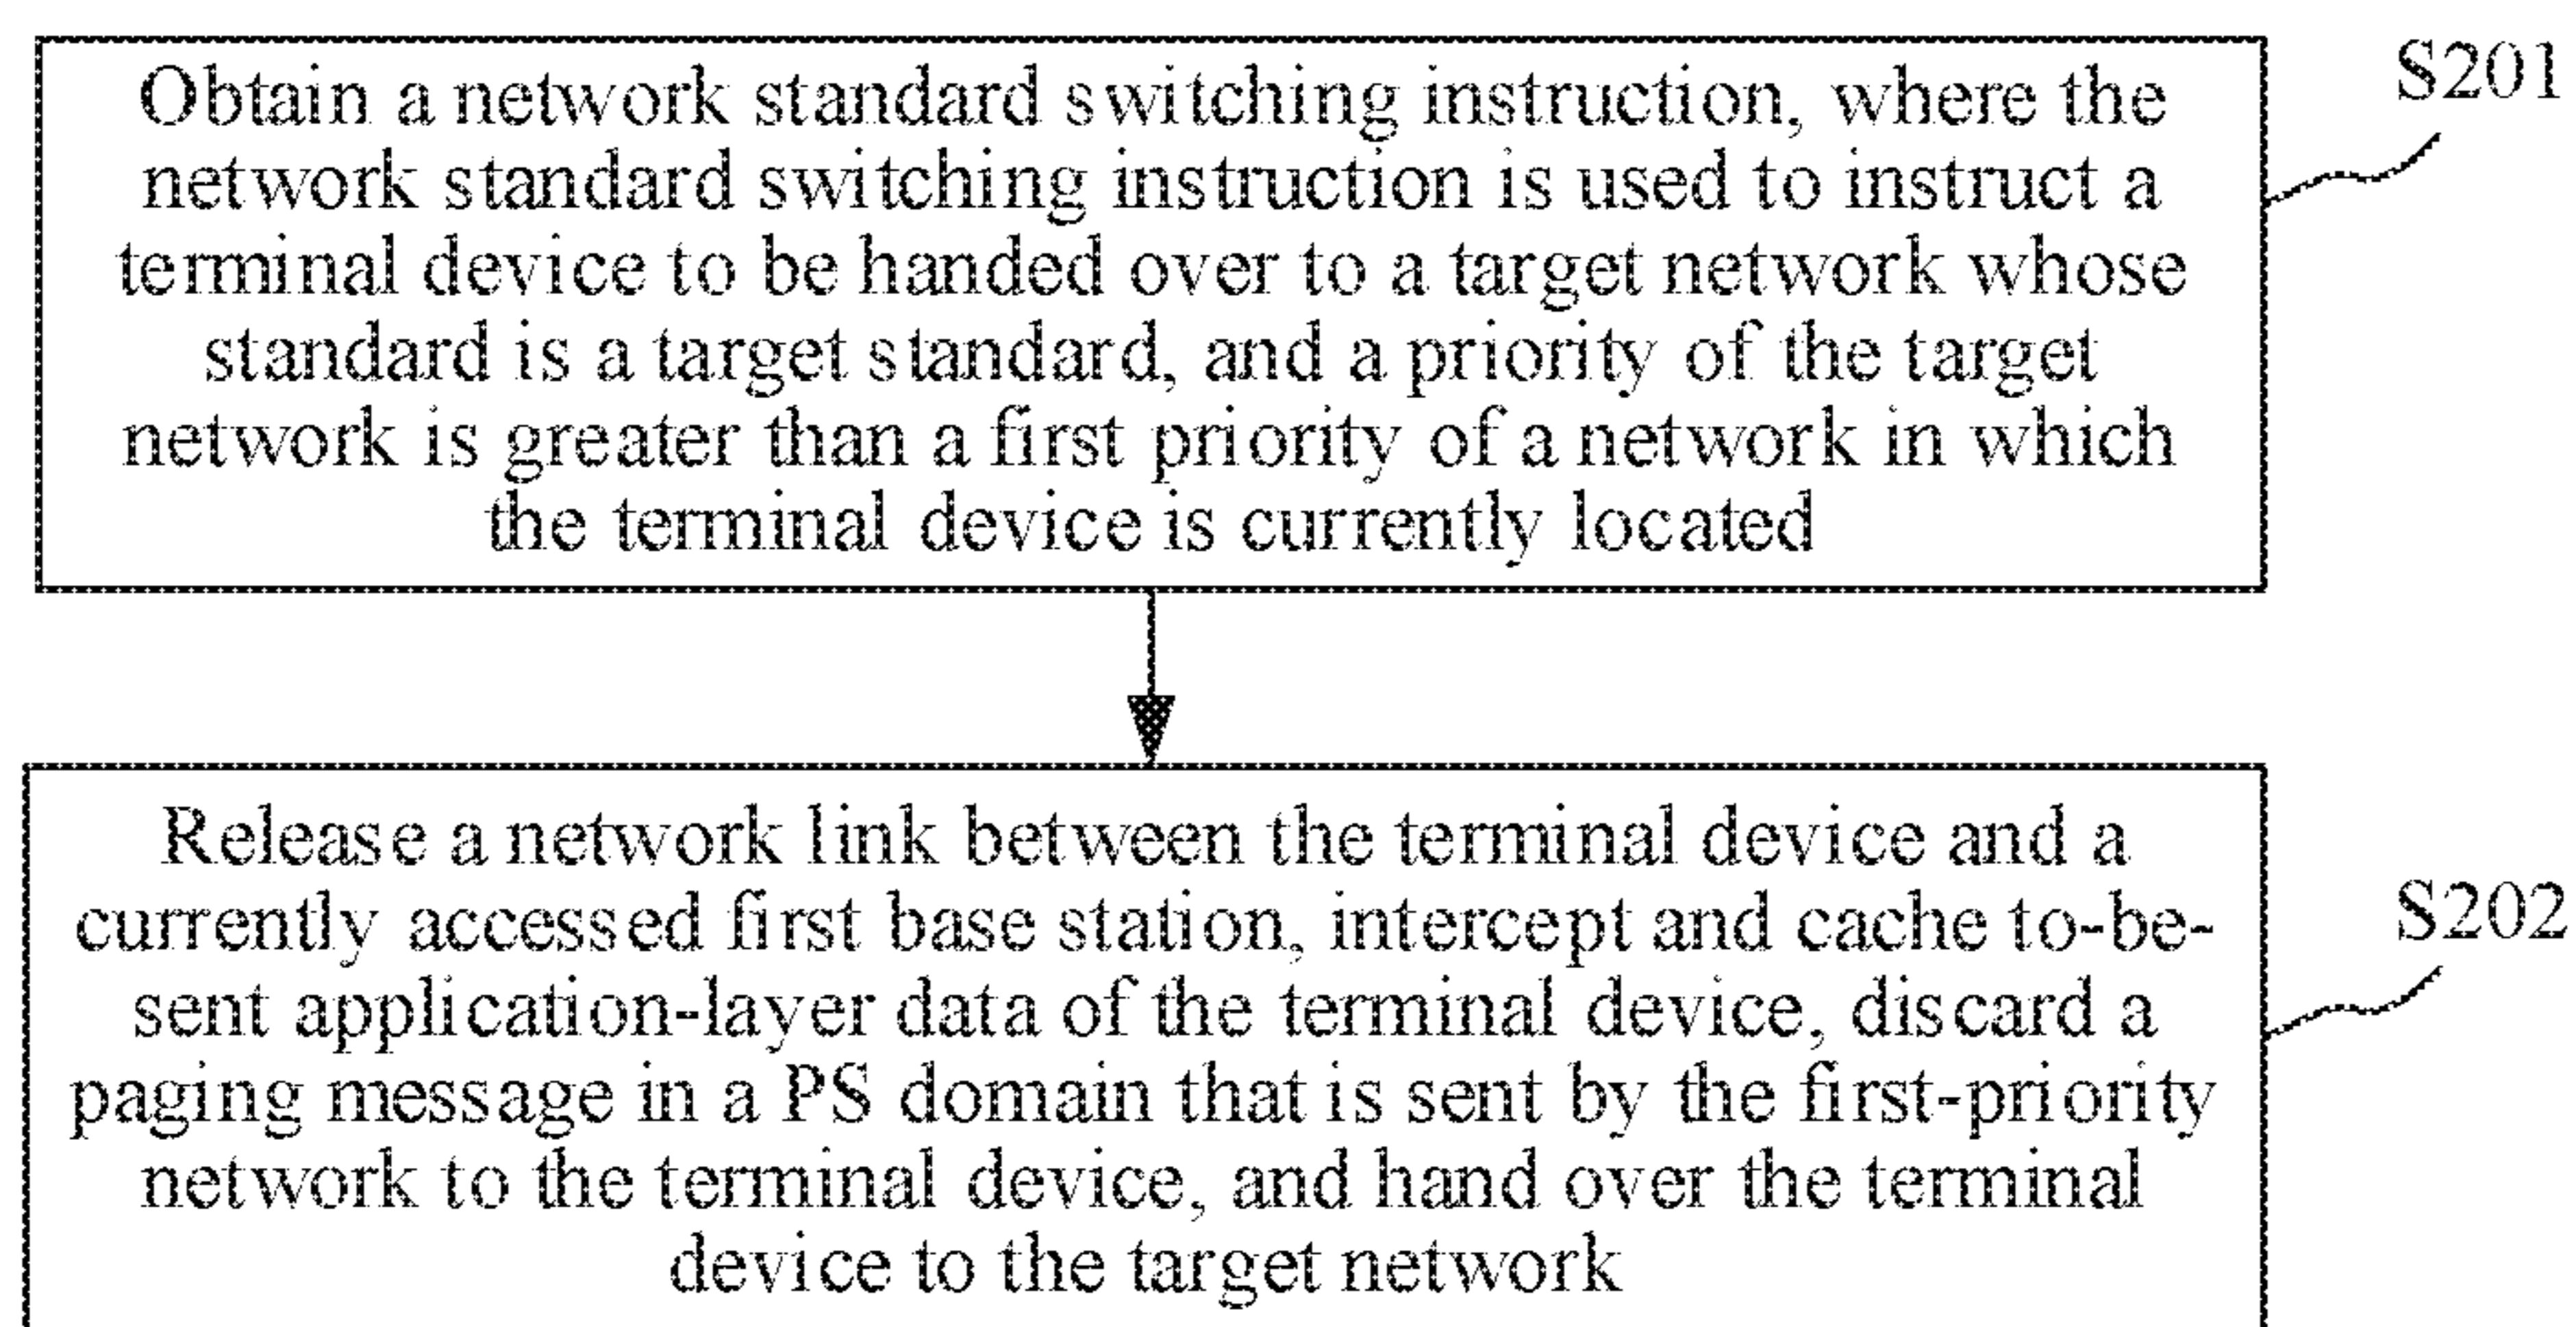 Obtain a network standard switching instruction, where the
S201
network standard switching instruction is used to instruct a
terminal device to be handed over to a target network whose
standard is a target standard, and a priority of the target
network is greater than a first priority of a network in which
the terminal device is currently located
Release a network link between the terminal device and a
currently accessed first base station, intercept and cache to-be-
S202
sent application-layer data of the terminal device, discard a
paging message in a PS domain that is sent by the first-priority
network to the terminal device, and hand over the terminal
device to the target network